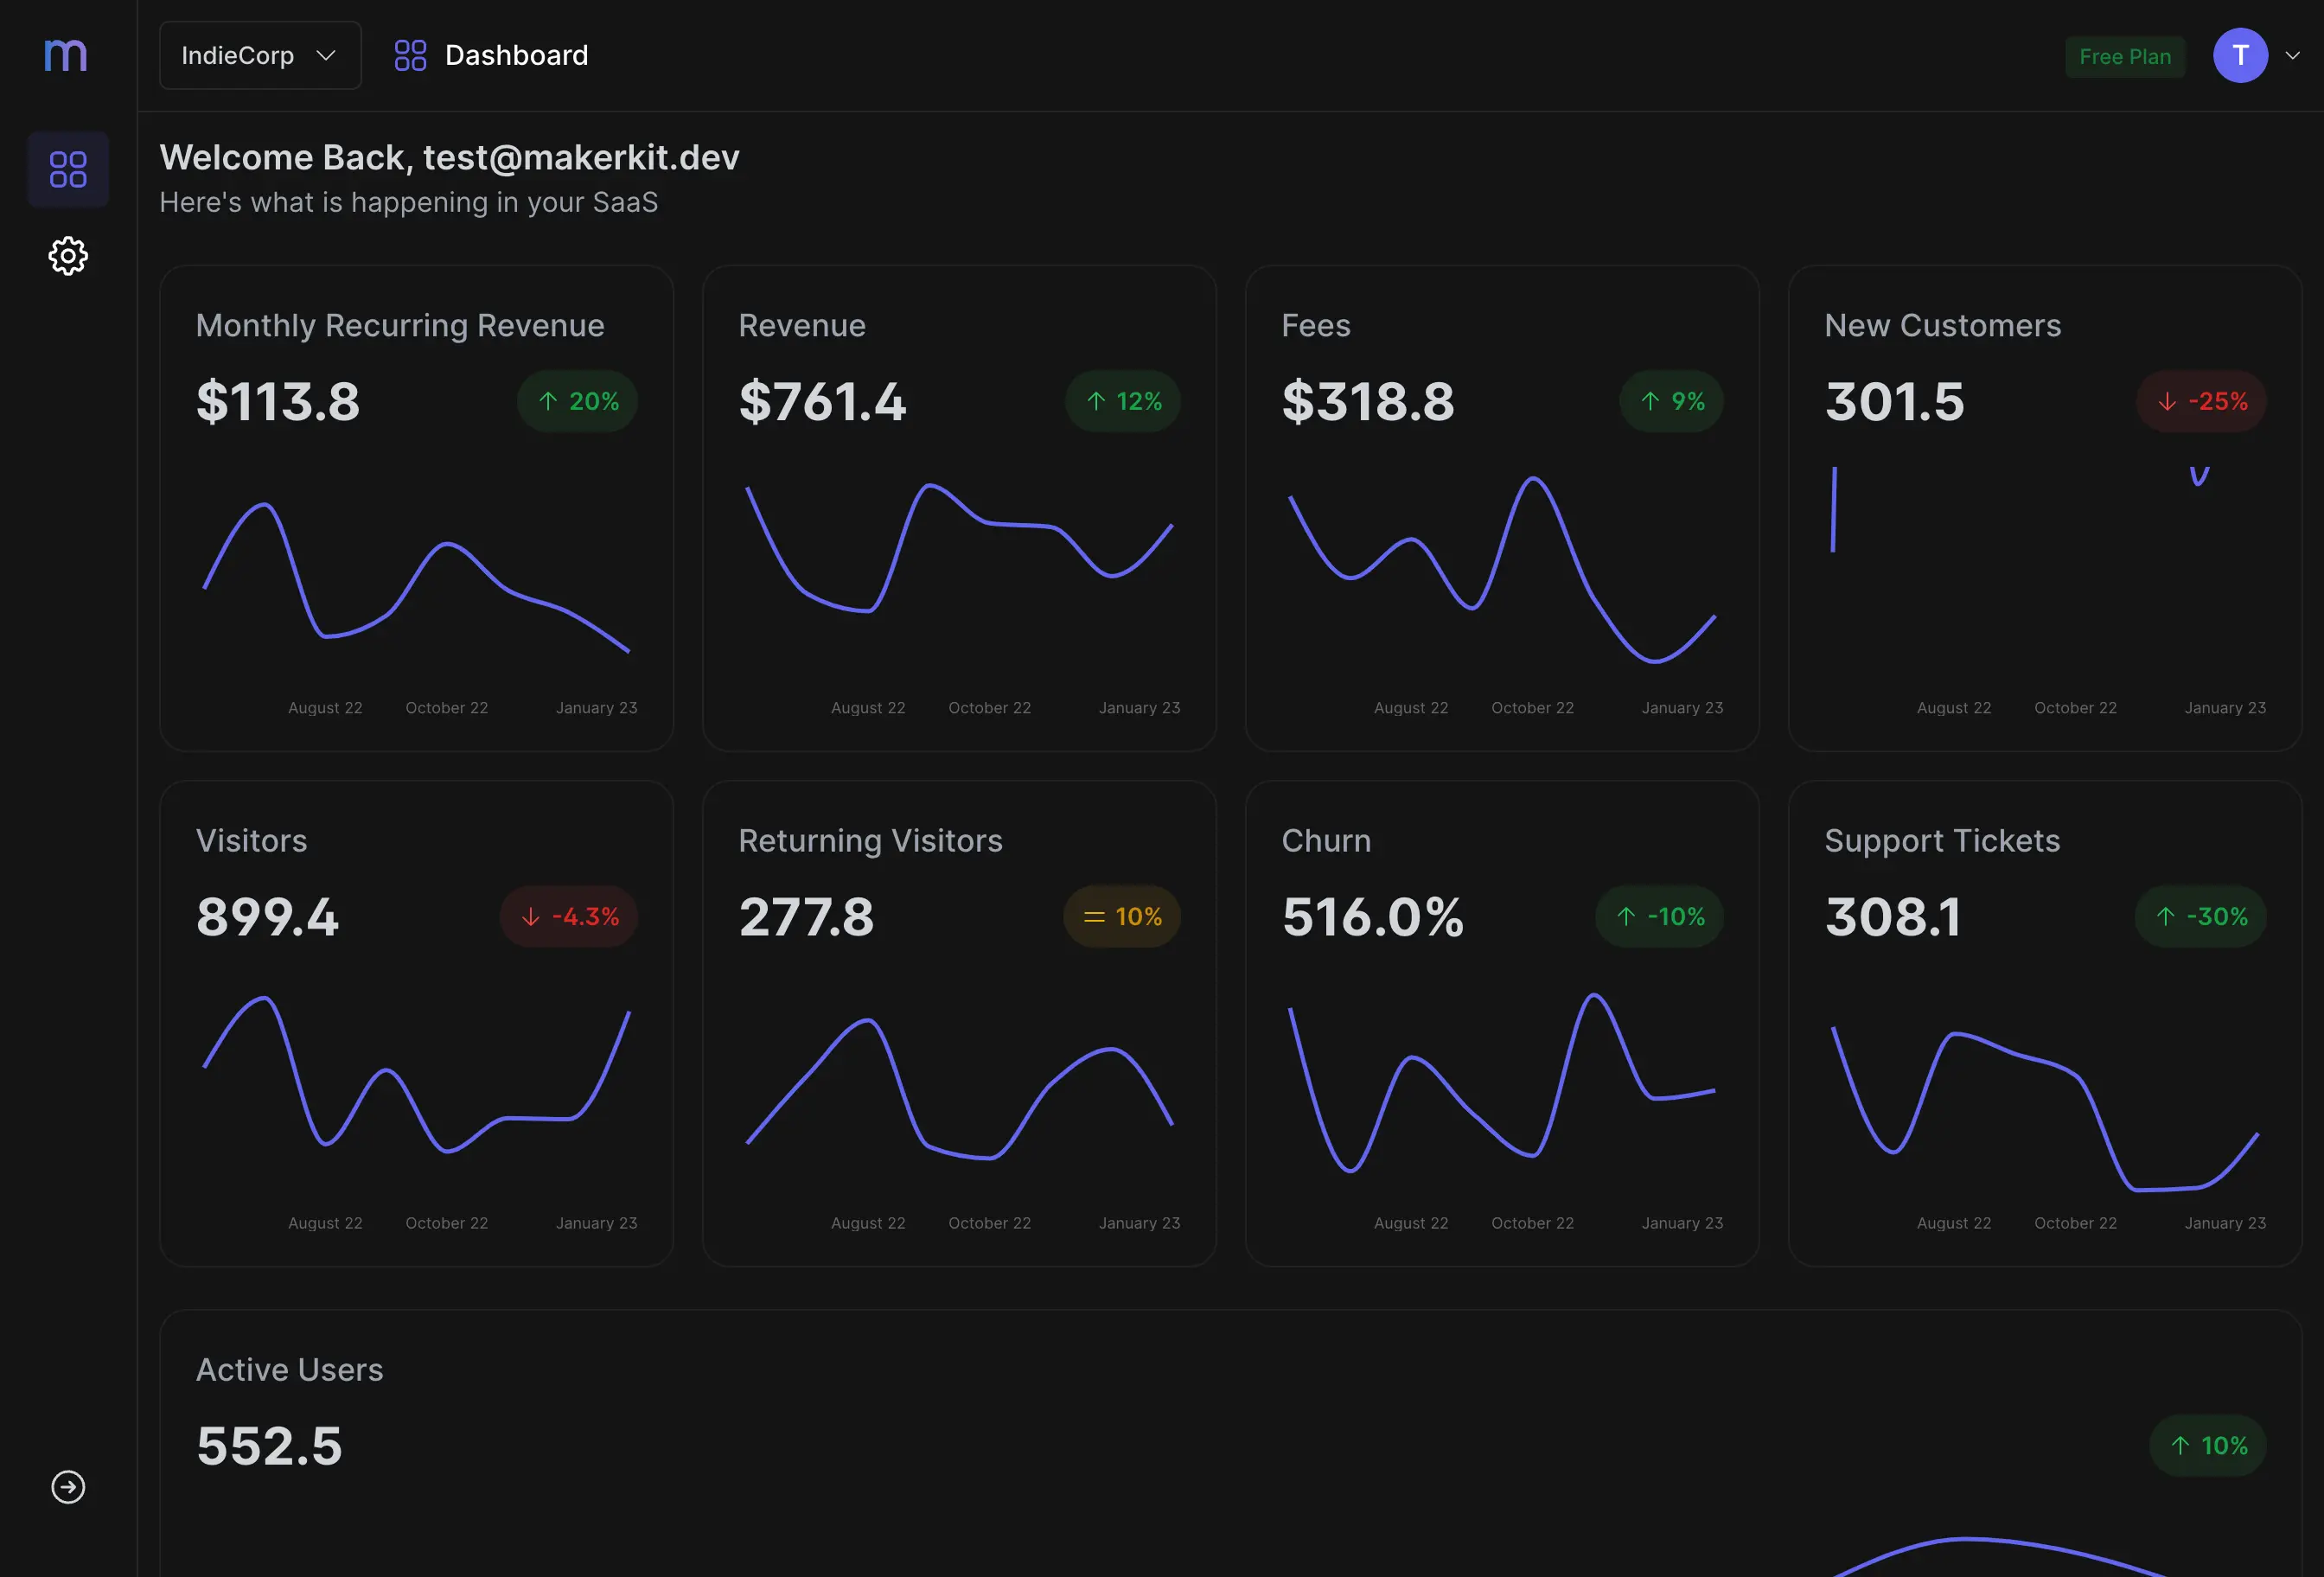 m
IndieCorp
Dashboard
Free Plan
T
Welcome Back, test@makerkit.dev
Here's what is happening in your SaaS
Monthly Recurring Revenue
$113.8
↑ 20%
August 22 October 22 January 23
Revenue
$761.4
↑ 12%
August 22 October 22 January 23
Fees
$318.8
↑ 9%
August 22 October 22 January 23
New Customers
301.5
↓ -25%
August 22 October 22 January 23
Visitors
899.4
↓ -4.3%
August 22 October 22 January 23
Returning Visitors
277.8
= 10%
August 22 October 22 January 23
Churn
516.0%
↑ -10%
August 22 October 22 January 23
Support Tickets
308.1
↑ -30%
August 22 October 22 January 23
Active Users
552.5
↑ 10%